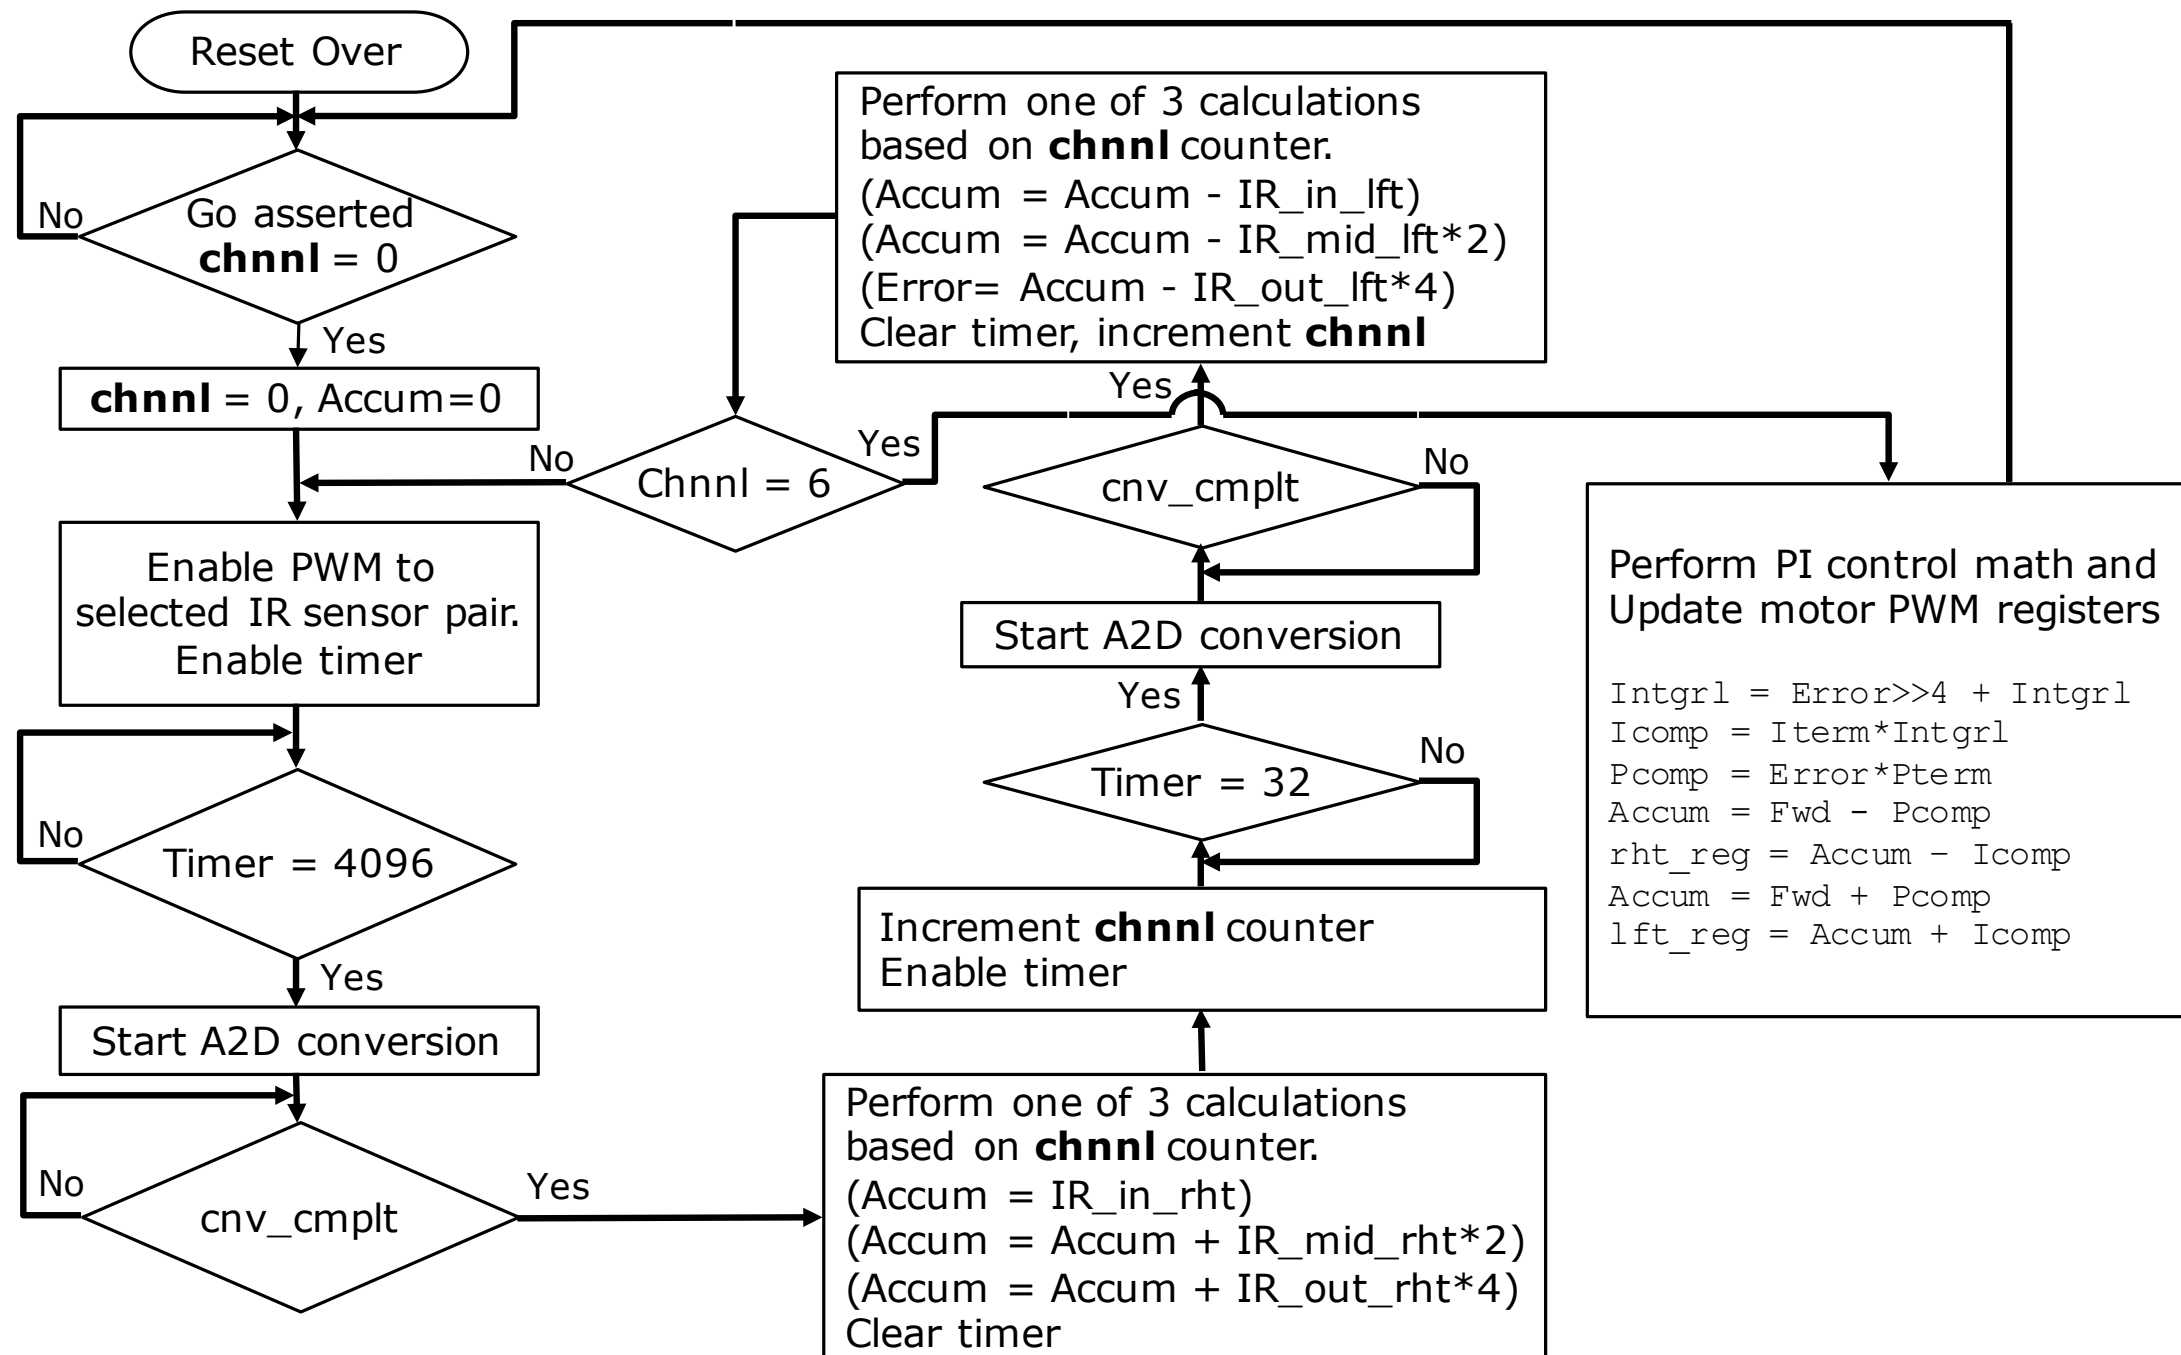 Reset Over
No
Go asserted
chnnl = 0
Yes
chnnl = 0, Accum=0
Enable PWM to
selected IR sensor pair.
Enable timer
No
Timer = 4096
Yes
Start A2D conversion
No
cnv_cmplt
Yes
Perform one of 3 calculations
based on chnnl counter.
(Accum = IR_in_rht)
(Accum = Accum + IR_mid_rht*2)
(Accum = Accum + IR_out_rht*4)
Clear timer
Increment chnnl counter
Enable timer
Timer = 32
No
Yes
Start A2D conversion
cnv_cmplt
No
Yes
Perform one of 3 calculations
based on chnnl counter.
(Accum = Accum - IR_in_lft)
(Accum = Accum - IR_mid_lft*2)
(Error= Accum - IR_out_lft*4)
Clear timer, increment chnnl
No
Chnnl = 6
Yes
Perform PI control math and
Update motor PWM registers
Intgrl = Error>>4 + Intgrl
Icomp = Iterm*Intgrl
Pcomp = Error*Pterm
Accum = Fwd - Pcomp
rht_reg = Accum – Icomp
Accum = Fwd + Pcomp
lft_reg = Accum + Icomp